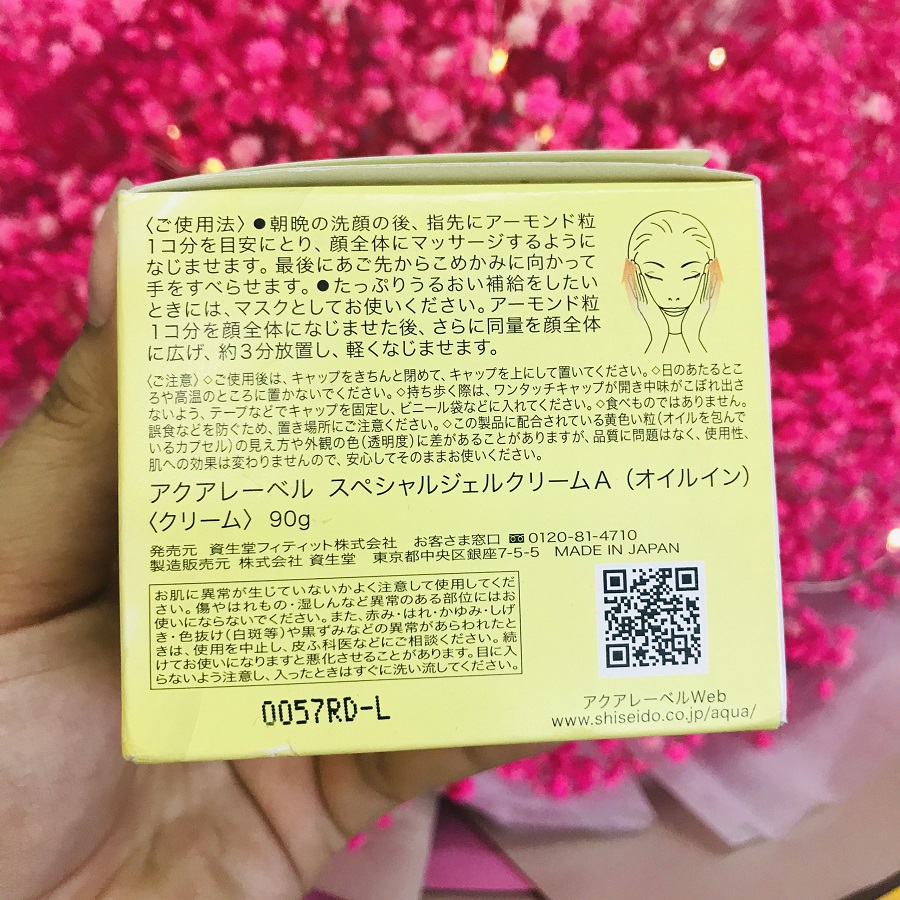 〈ご使用法〉●朝晩の洗顔の後、指先にアーモンド粒
1コ分を目安にとり、顔全体にマッサージするように
なじませます。最後にあご先からこめかみに向かって
手をすべらせます。●たっぷりうるおい補給をしたい
ときには、マスクとしてお使いください。アーモンド粒
1コ分を顔全体になじませた後、さらに同量を顔全体
に広げ、約3分放置し、軽くなじませます。
〈ご注意〉◇ご使用後は、キャップをきちんと閉めて、キャップを上にして置いてください。◇日のあたるとこ
ろや高温のところに置かないでください。◇持ち歩く際は、ワンタッチキャップが開き中味がこぼれ出さ
ないよう、テープなどでキャップを固定し、ビニール袋などに入れてください。◇食べものではありません。
誤食などを防ぐため、置き場所にご注意ください。◇この製品に配合されている黄色い粒(オイルを包んで
いるカプセル)の見え方や外観の色(透明度)に差があることがありますが、品質に問題はなく、使用性、
肌への効果は変わりませんので、安心してそのままお使いください。
アクアレーベル スペシャルジェルクリームA(オイルイン)
〈クリーム〉 90g
発売元 資生堂フィティット株式会社 お客さま窓口 0120-81-4710
製造販売元 株式会社 資生堂 東京都中央区銀座7-5-5 MADE IN JAPAN
お肌に異常が生じていないかよく注意して使用してくだ
さい。傷やはれもの・湿しんなど異常のある部位にはお
使いにならないでください。また、赤み・はれ・かゆみ・しげ
き・色抜け(白斑等)や黒ずみなどの異常があらわれたと
きは、使用を中止し、皮ふ科医などにご相談ください。続
けてお使いになりますと悪化させることがあります。目に入
らないよう注意し、入ったときはすぐに洗い流してください。
0057RD-L
アクアレーベルWeb
www.shiseido.co.jp/aqua/